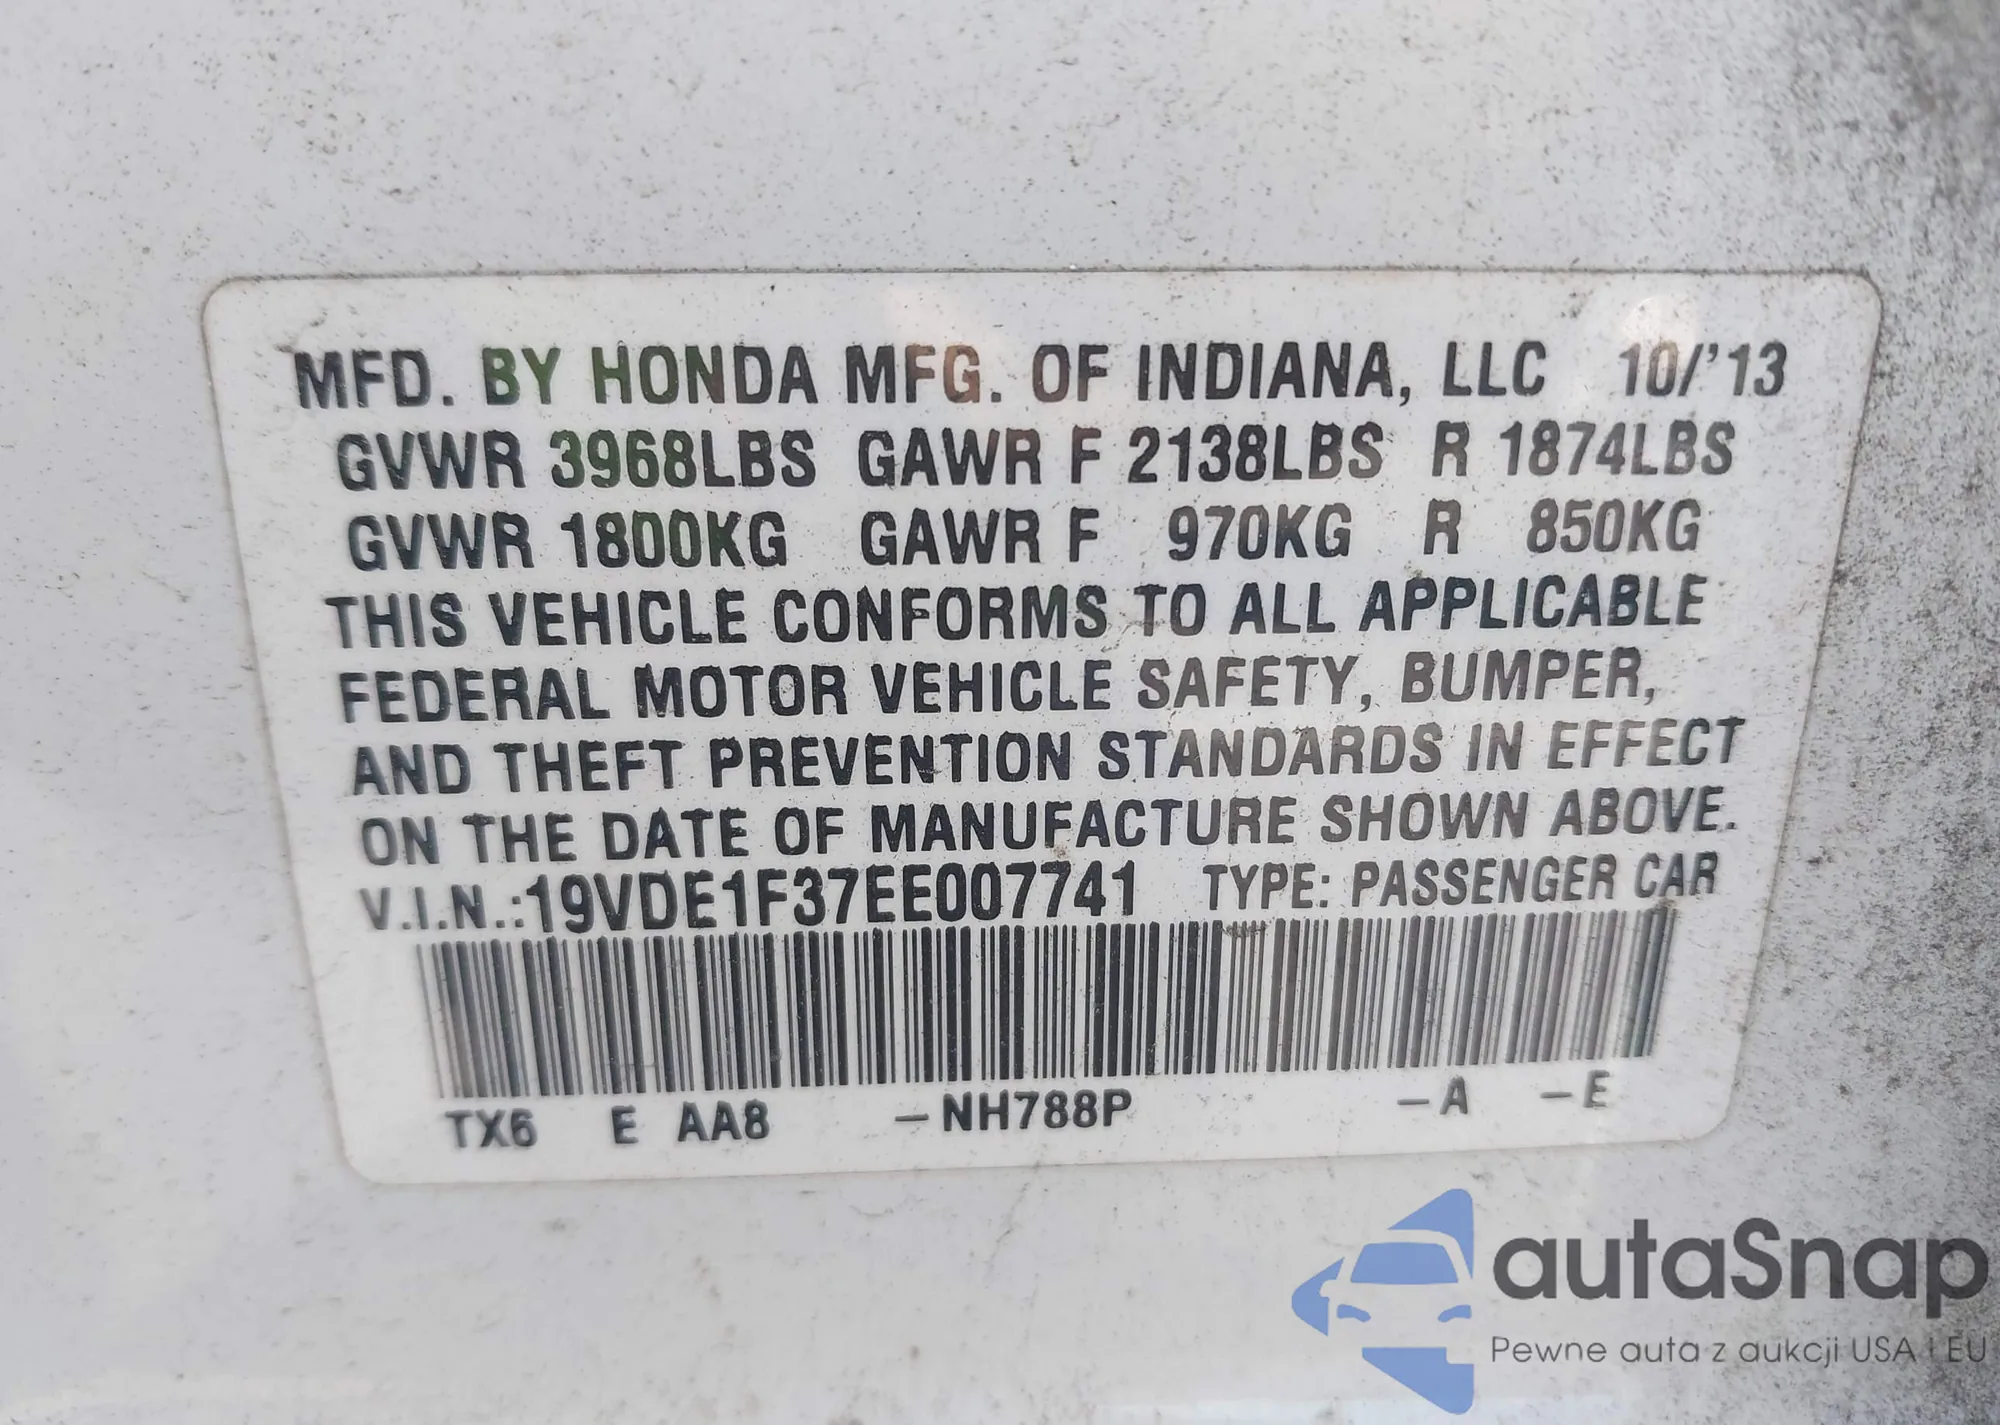 MFD. BY HONDA MFG. OF INDIANA, LLC 10/'13
GVWR 3968LBS GAWR F 2138LBS R 1874LBS
GVWR 1800KG GAWR F 970KG R 850KG
THIS VEHICLE CONFORMS TO ALL APPLICABLE
FEDERAL MOTOR VEHICLE SAFETY, BUMPER,
AND THEFT PREVENTION STANDARDS IN EFFECT
ON THE DATE OF MANUFACTURE SHOWN ABOVE.
V.I.N.:19VDE1F37EE007741 TYPE: PASSENGER CAR
TX6 E AA8 -NH788P -A -E
autaSnap
Pewne auta z aukcji USA i EU